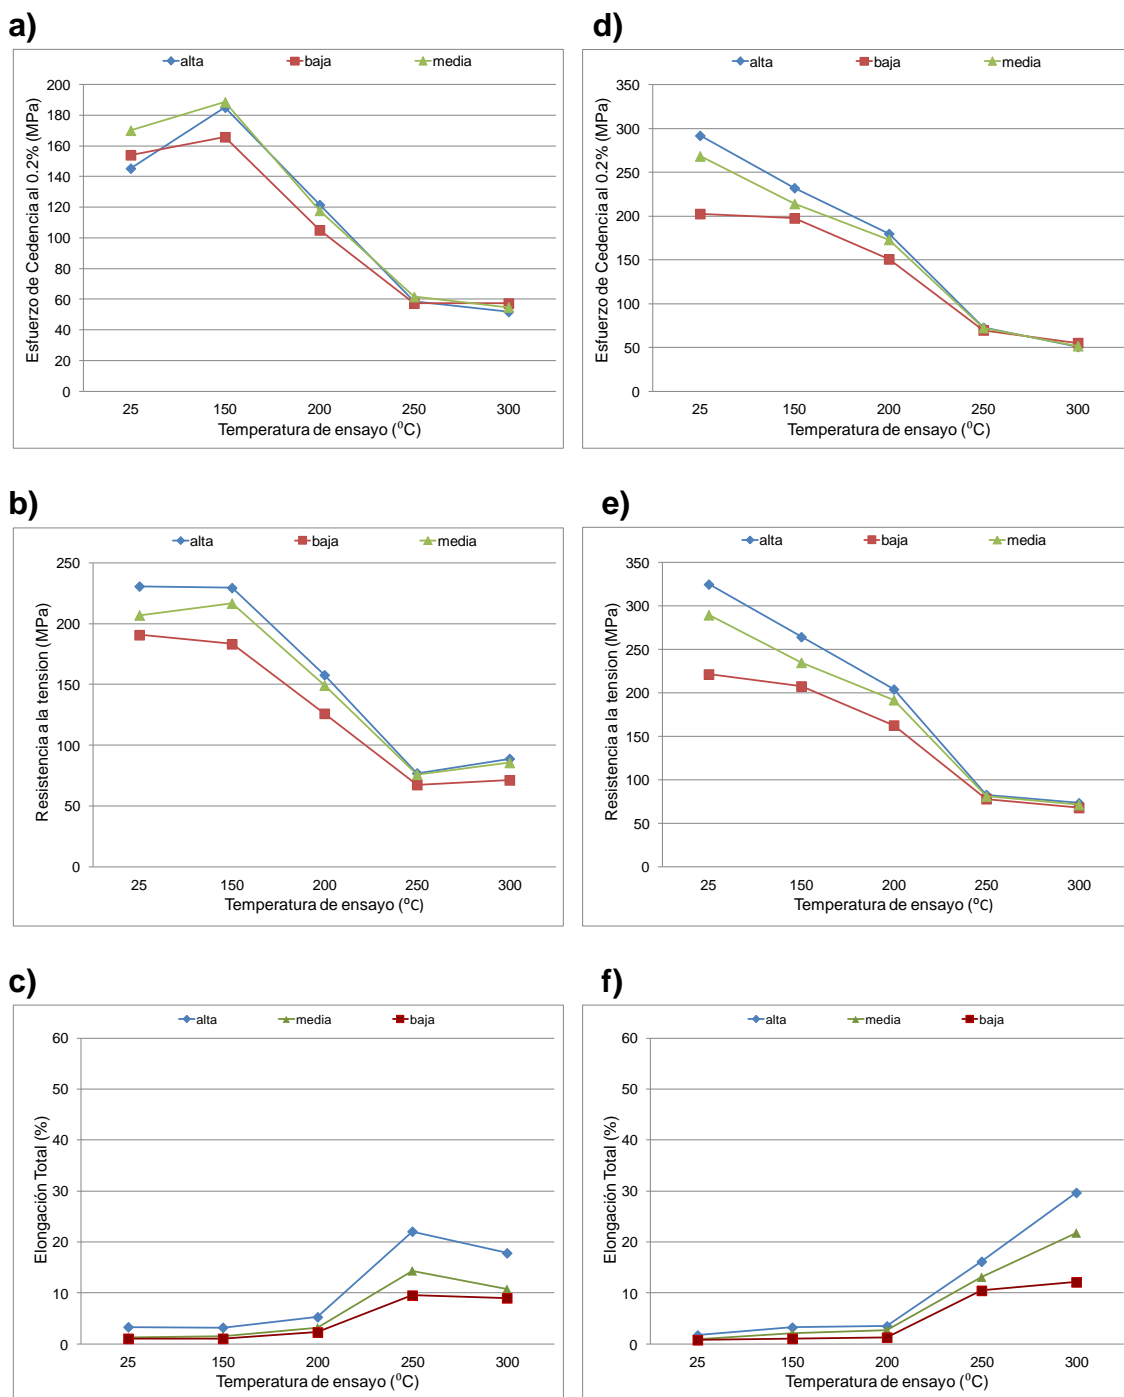 a)
alta baja media
Esfuerzo de Cedencia al 0.2% (MPa)
200
180
160
140
120
100
80
60
40
20
0
25 150 200 250 300
Temperatura de ensayo (⁰C)
d)
alta baja media
Esfuerzo de Cedencia al 0.2% (MPa)
350
300
250
200
150
100
50
0
25 150 200 250 300
Temperatura de ensayo (⁰C)
b)
alta baja media
Resistencia a la tension (MPa)
250
200
150
100
50
0
25 150 200 250 300
Temperatura de ensayo (ºC)
e)
alta baja media
Resistencia a la tension (MPa)
350
300
250
200
150
100
50
0
25 150 200 250 300
Temperatura de ensayo (ºC)
c)
alta media baja
Elongación Total (%)
60
50
40
30
20
10
0
25 150 200 250 300
Temperatura de ensayo (⁰C)
f)
alta media baja
Elongación Total (%)
60
50
40
30
20
10
0
25 150 200 250 300
Temperatura de ensayo (⁰C)